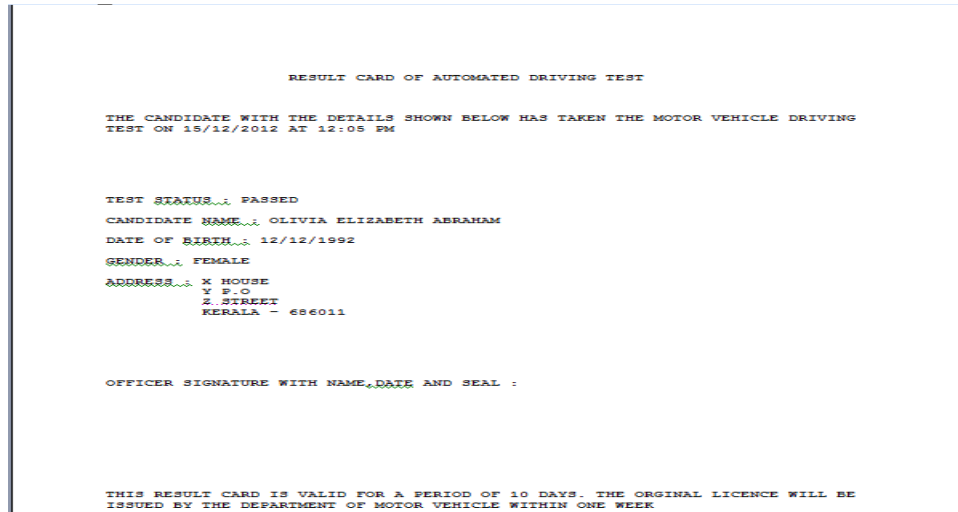 RESULT CARD OF AUTOMATED DRIVING TEST
THE CANDIDATE WITH THE DETAILS SHOWN BELOW HAS TAKEN THE MOTOR VEHICLE DRIVING
TEST ON 15/12/2012 AT 12:05 PM
TEST STATUS : PASSED
CANDIDATE NAME : OLIVIA ELIZABETH ABRAHAM
DATE OF BIRTH : 12/12/1992
GENDER : FEMALE
ADDRESS : X HOUSE
Y P.O
Z STREET
KERALA - 686011
OFFICER SIGNATURE WITH NAME,DATE AND SEAL :
THIS RESULT CARD IS VALID FOR A PERIOD OF 10 DAYS. THE ORGINAL LICENCE WILL BE
ISSUED BY THE DEPARTMENT OF MOTOR VEHICLE WITHIN ONE WEEK